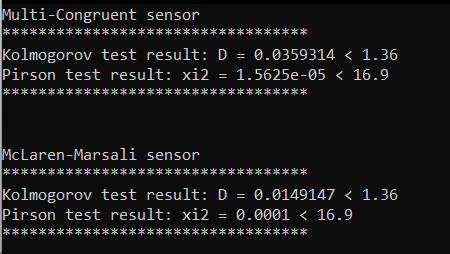 Multi-Congruent sensor
**********************************
Kolmogorov test result: D = 0.0359314 < 1.36
Pirson test result: xi2 = 1.5625e-05 < 16.9
**********************************
McLaren-Marsali sensor
**********************************
Kolmogorov test result: D = 0.0149147 < 1.36
Pirson test result: xi2 = 0.0001 < 16.9
**********************************